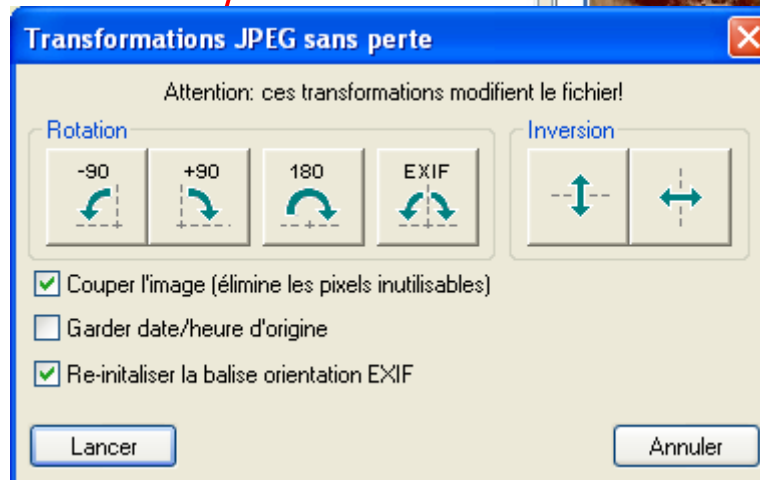 Transformations JPEG sans perte
Attention: ces transformations modifient le fichier!
Rotation
Inversion
-90
+90
180
EXIF
Couper l'image (élimine les pixels inutilisables)
Garder date/heure d'origine
Re-initaliser la balise orientation EXIF
Lancer
Annuler